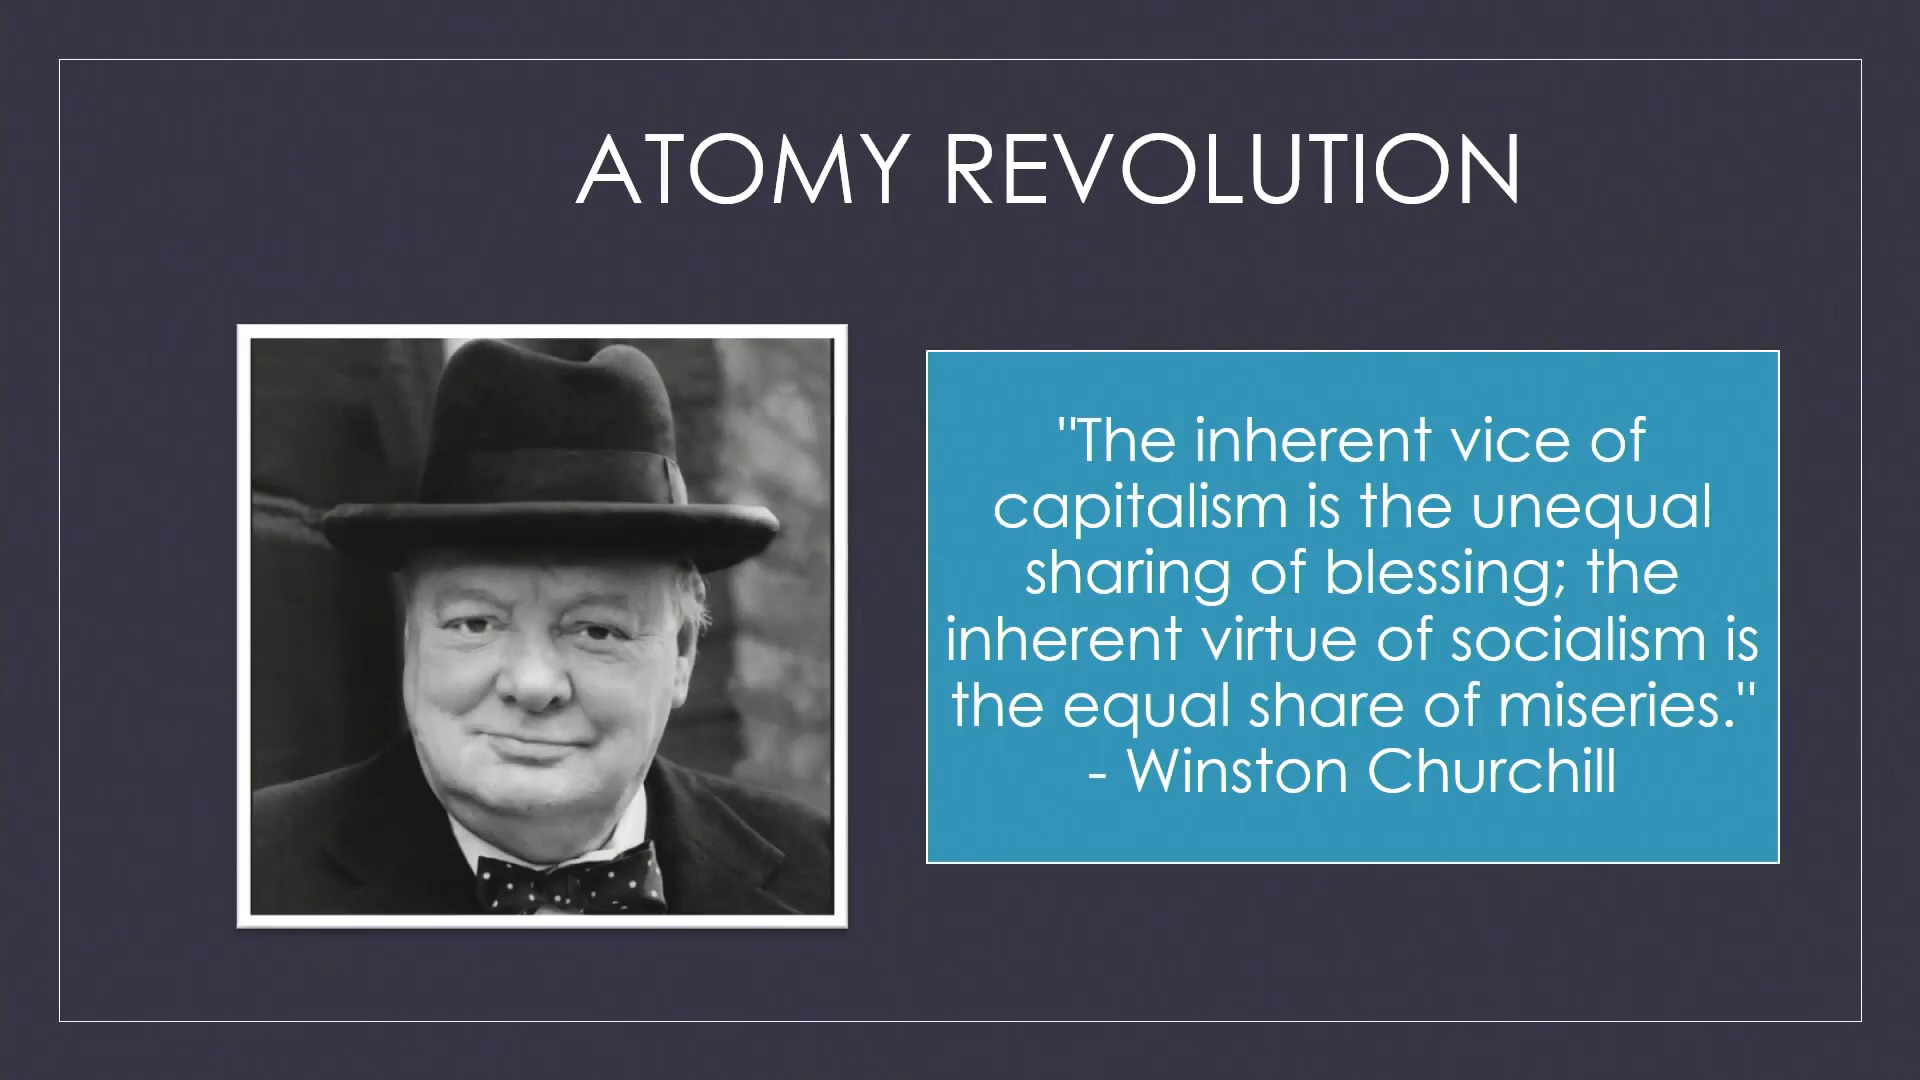 ATOMY REVOLUTION
"The inherent vice of
capitalism is the unequal
sharing of blessing; the
inherent virtue of socialism is
the equal share of miseries."
- Winston Churchill